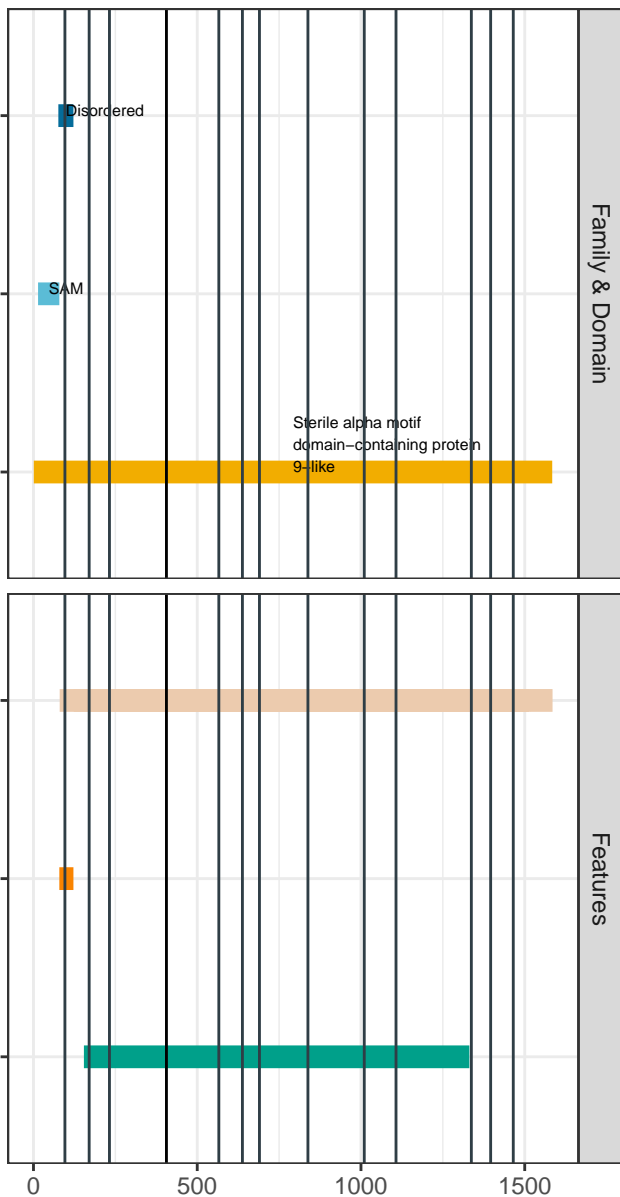 Disordered
SAM
Sterile alpha motif
domain−containing protein
9−like
Family & Domain
Features
0 500 1000 1500